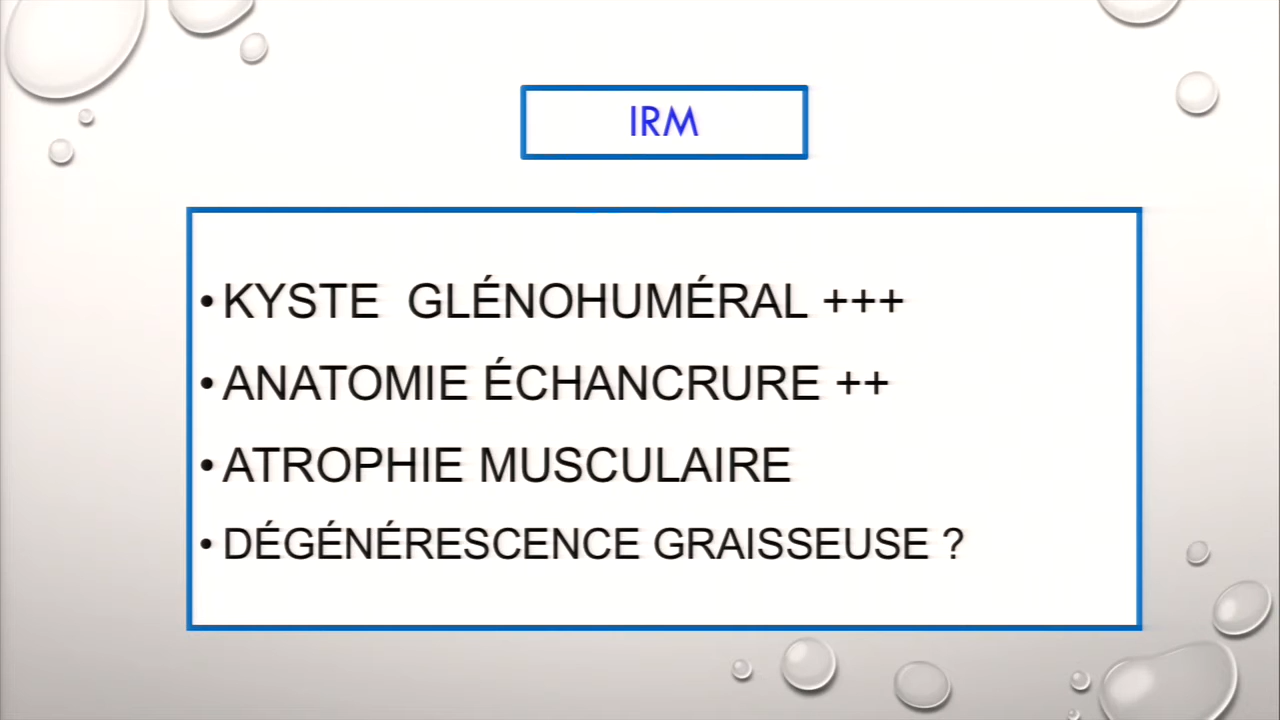 IRM
• KYSTE GLÉNOHUMÉRAL +++
• ANATOMIE ÉCHANCRURE ++
• ATROPHIE MUSCULAIRE
• DÉGÉNÉRESCENCE GRAISSEUSE ?